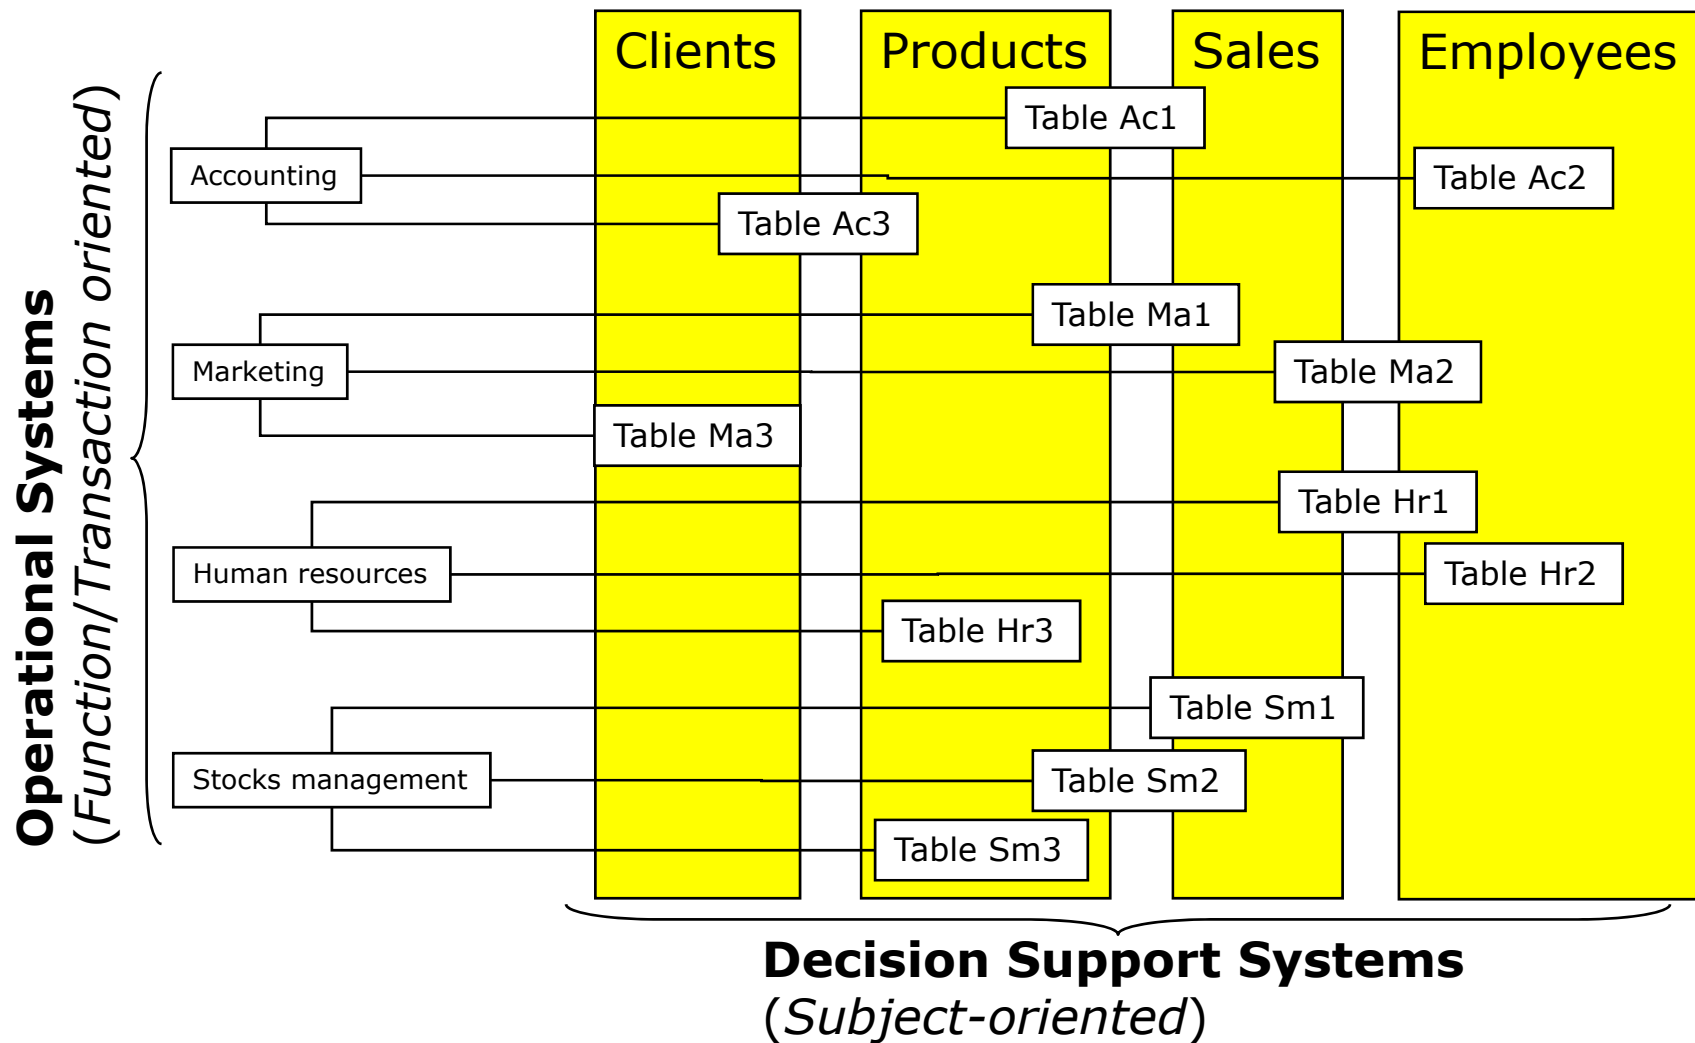 Clients
Products
Sales
Employees
Table Ac1
Accounting
Table Ac2
Table Ac3
Table Ma1
Marketing
Table Ma2
Table Ma3
Table Hr1
Human resources
Table Hr2
Table Hr3
Table Sm1
Stocks management
Table Sm2
Table Sm3
Operational Systems
(Function/Transaction oriented)
Decision Support Systems
(Subject-oriented)